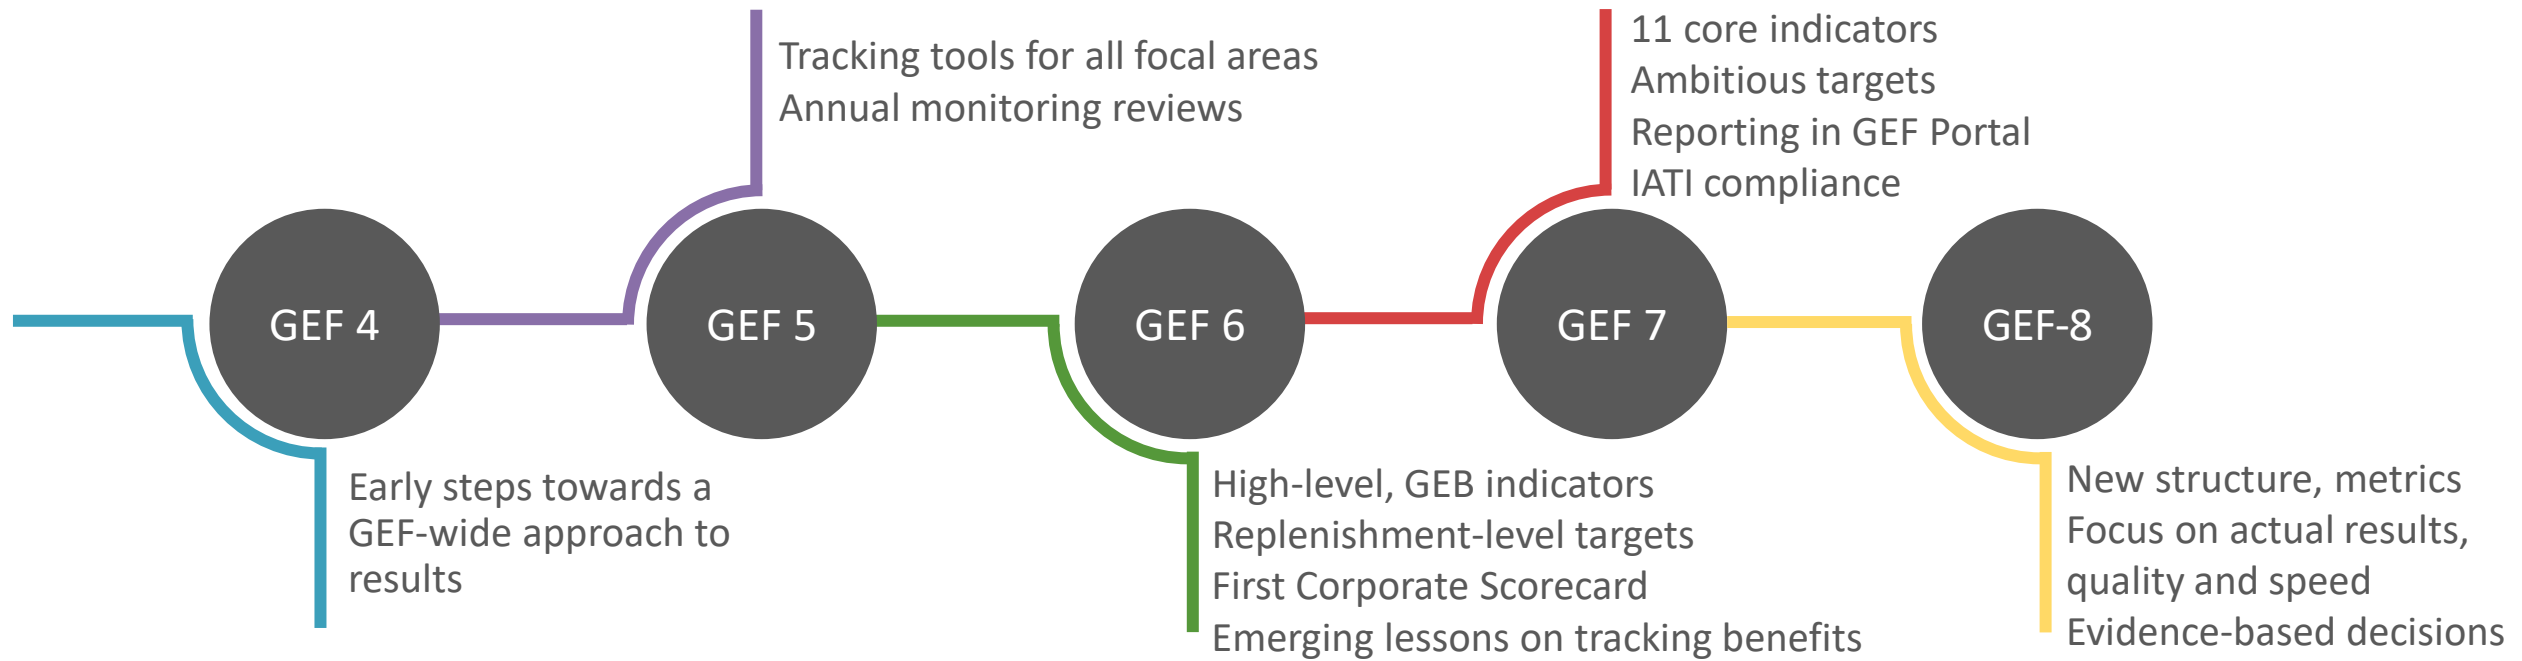 GEF 4
Early steps towards a
GEF-wide approach to
results
GEF 5
Tracking tools for all focal areas
Annual monitoring reviews
GEF 6
High-level, GEB indicators
Replenishment-level targets
First Corporate Scorecard
Emerging lessons on tracking benefits
GEF 7
11 core indicators
Ambitious targets
Reporting in GEF Portal
IATI compliance
GEF-8
New structure, metrics
Focus on actual results,
quality and speed
Evidence-based decisions